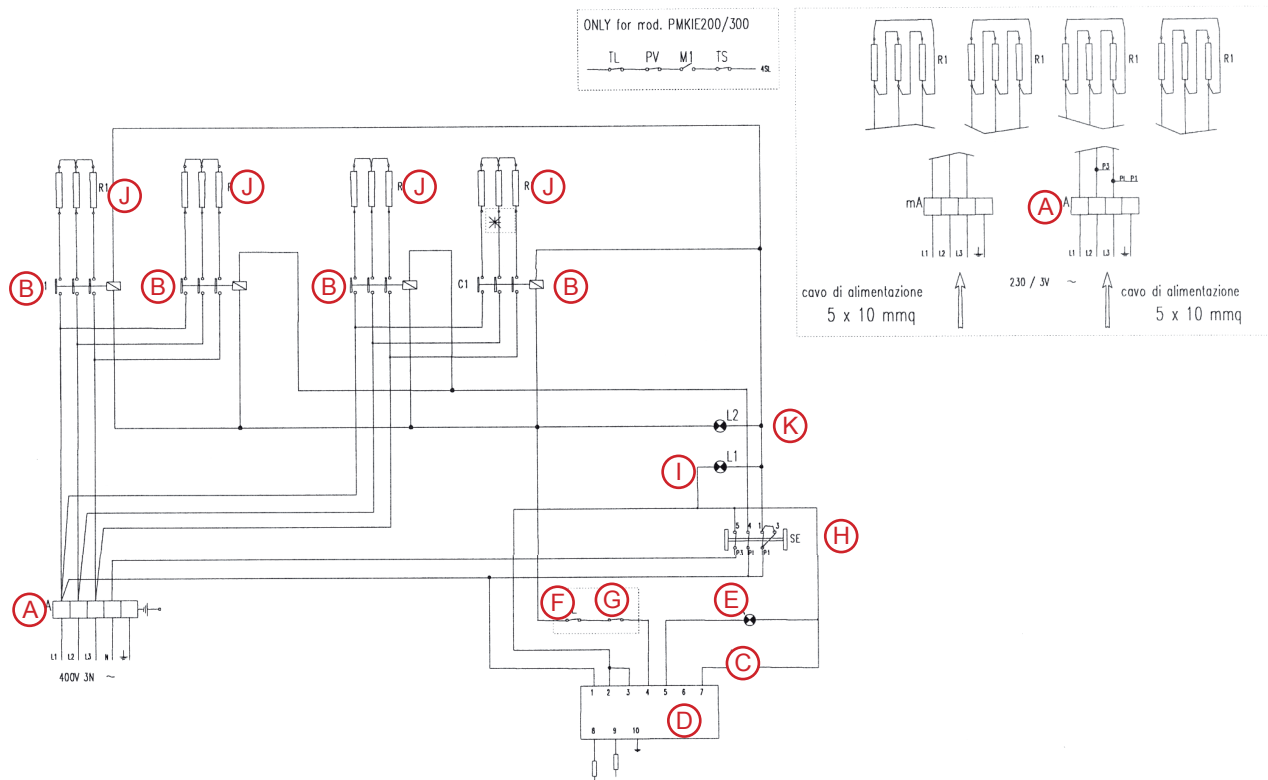 ONLY for mod. PMKIE200/300
TL PV M1 TS 4SL
R1 R1 R1 R1
P3
P1 P1
mA A A
L1 L2 L3 L1 L2 L3
230 / 3V ~
cavo di alimentazione
5 x 10 mmq
cavo di alimentazione
5 x 10 mmq
R1 J J R J R J
B 1 B B C1 B
L2 K
I L1
5 4 1 3
SE H
P3 P1 P1
A A
F G E
L1 L2 L3 N
400V 3N ~
C
1 2 3 4 5 6 7
D
8 9 10